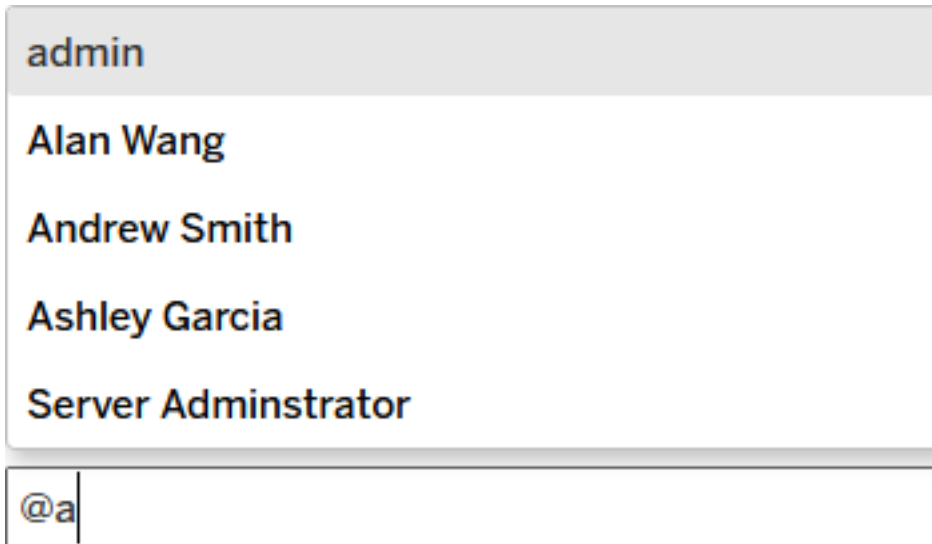 admin
Alan Wang
Andrew Smith
Ashley Garcia
Server Adminstrator
@a